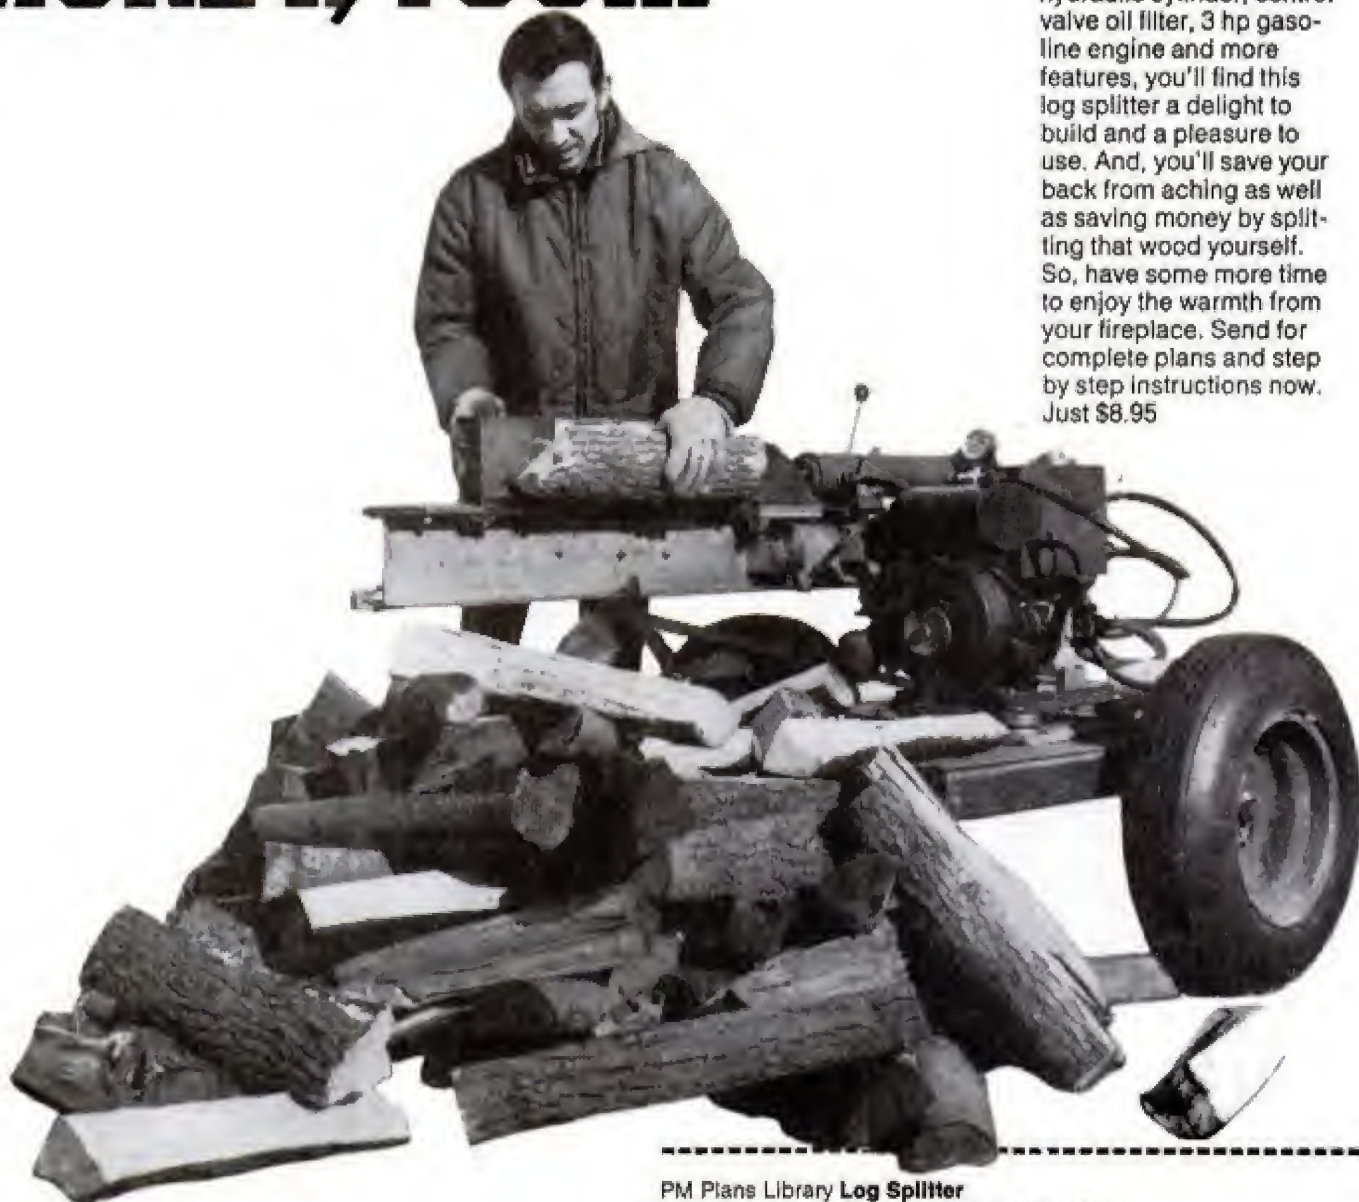 valve oil filter, 3 hp gaso-
line engine and more
features, you'll find this
log splitter a delight to
build and a pleasure to
use. And, you'll save your
back from aching as well
as saving money by split-
ting that wood yourself.
So, have some more time
to enjoy the warmth from
your fireplace. Send for
complete plans and step
by step instructions now.
Just $8.95
PM Plans Library Log Splitter